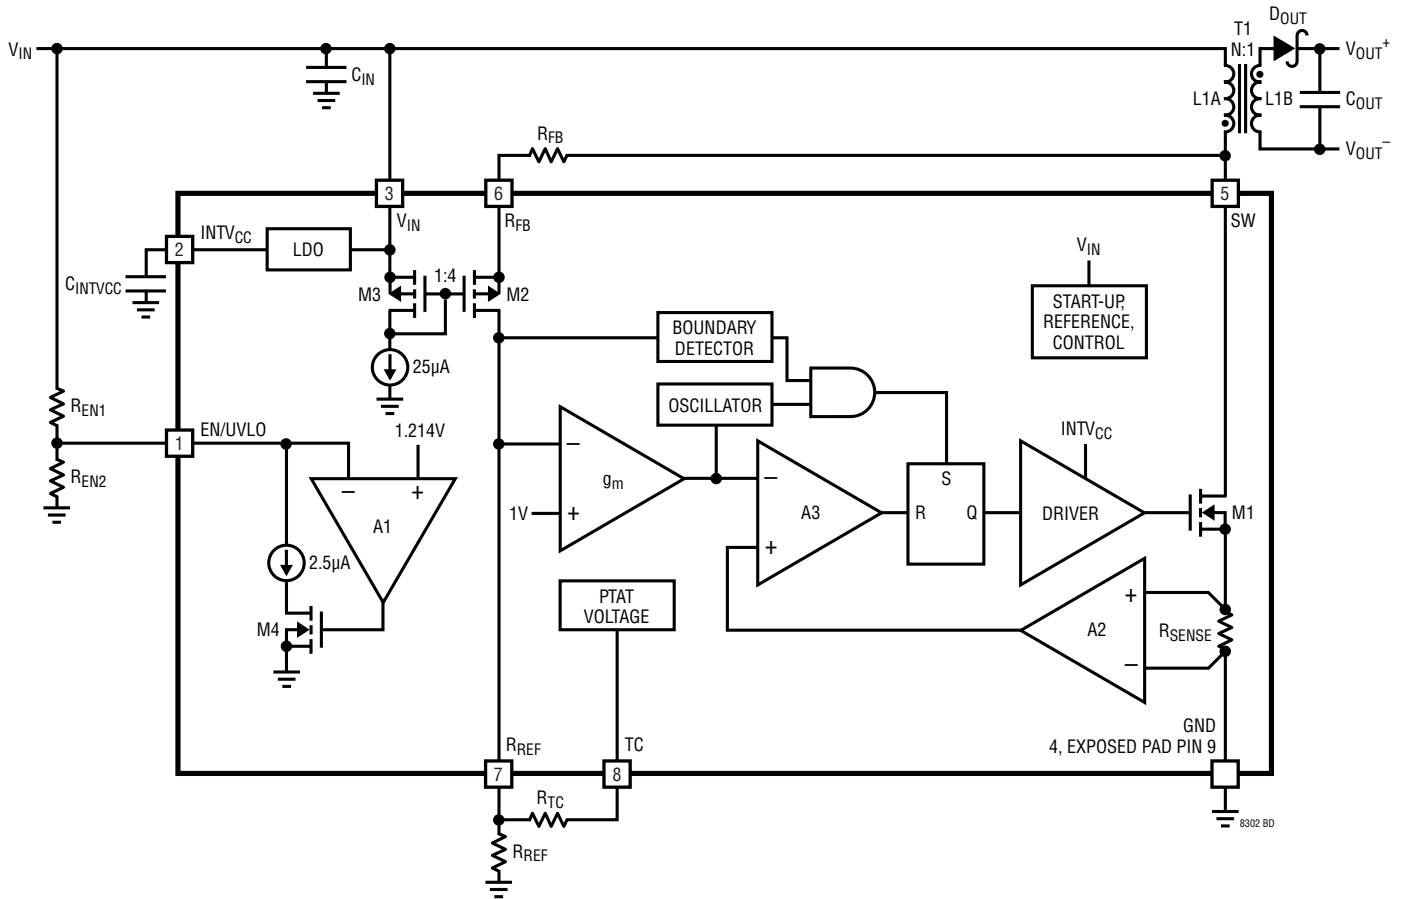 DOUT
T1
N:1
VIN
VOUT+
CIN
L1A
L1B
COUT
VOUT–
RFB
3
6
5
VIN
RFB
SW
2
INTVCC
LDO
VIN
CINTVCC
M3
1:4
M2
START-UP,
REFERENCE,
CONTROL
BOUNDARY
DETECTOR
25µA
REN1
OSCILLATOR
1
EN/UVLO
1.214V
INTVCC
REN2
–
+
A1
–
gm
1V
+
–
A3
+
S
R
Q
DRIVER
M1
2.5µA
PTAT
VOLTAGE
M4
+
A2
–
RSENSE
GND
4, EXPOSED PAD PIN 9
RREF
TC
7
8
RTC
8302 BD
RREF